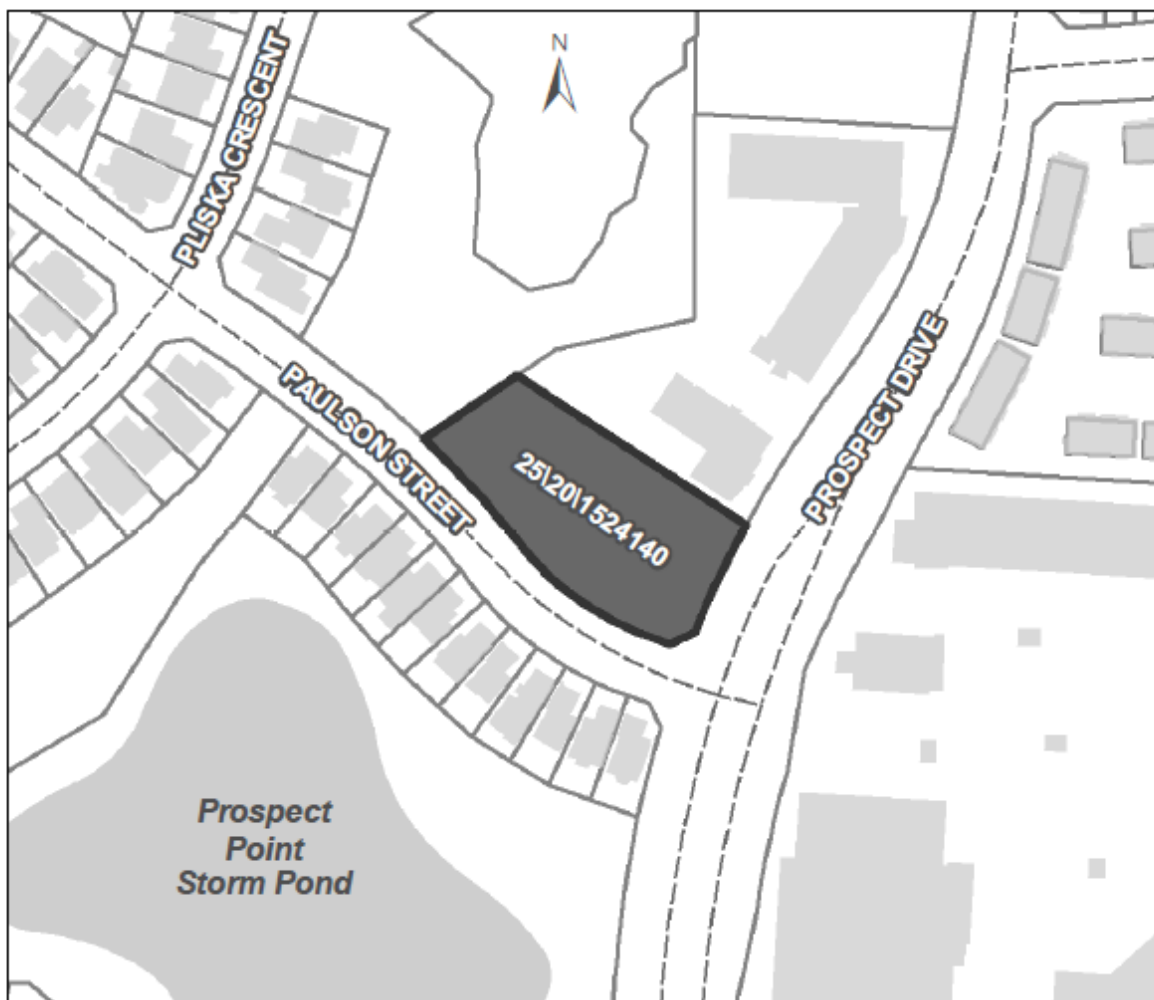 N
PLISKA CRESCENT
PAULSON STREET
PROSPECT DRIVE
25\20\1524140
Prospect
Point
Storm Pond